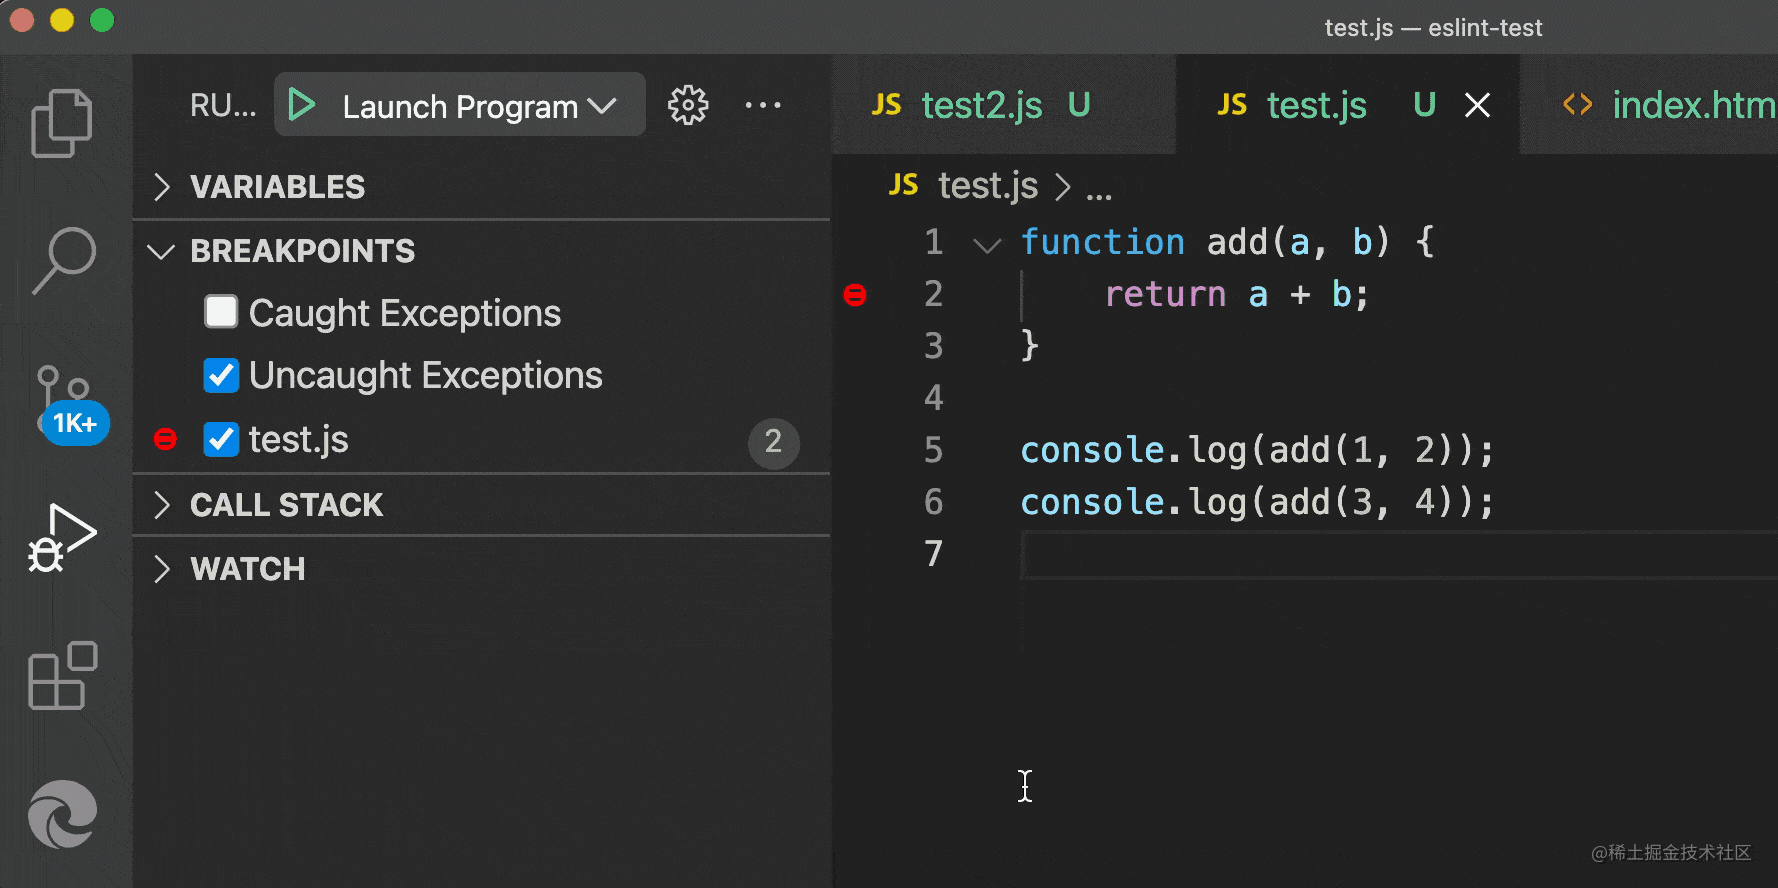 test.js — eslint-test
RU... Launch Program
VARIABLES
BREAKPOINTS
Caught Exceptions
Uncaught Exceptions
test.js 2
CALL STACK
WATCH
1K+
JS test2.js U JS test.js U <> index.htm
JS test.js > ...
1 function add(a, b) {
2 return a + b;
3 }
4
5 console.log(add(1, 2));
6 console.log(add(3, 4));
7
@稀土掘金技术社区